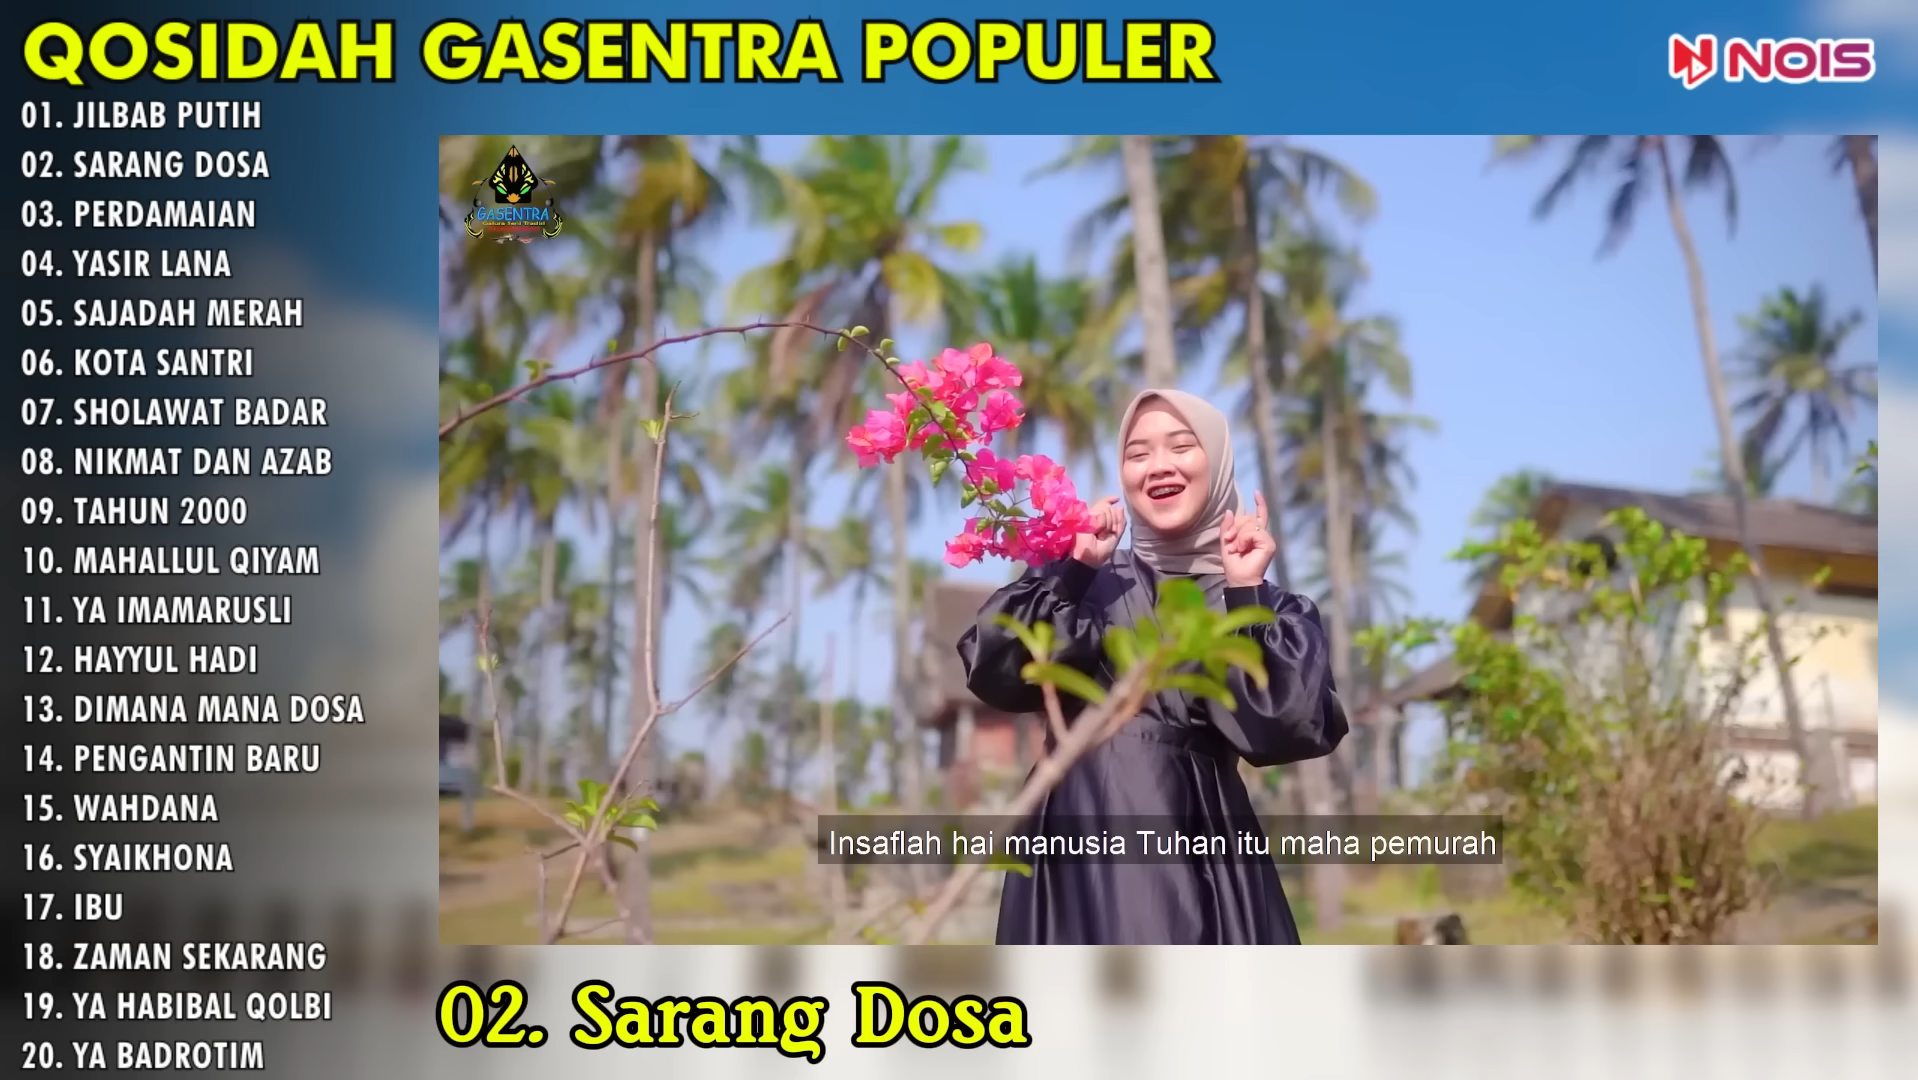 QOSIDAH GASENTRA POPULER
NOIS
01. JILBAB PUTIH
02. SARANG DOSA
03. PERDAMAIAN
04. YASIR LANA
05. SAJADAH MERAH
06. KOTA SANTRI
07. SHOLAWAT BADAR
08. NIKMAT DAN AZAB
09. TAHUN 2000
10. MAHALLUL QIYAM
11. YA IMAMARUSLI
12. HAYYUL HADI
13. DIMANA MANA DOSA
14. PENGANTIN BARU
15. WAHDANA
16. SYAIKHONA
17. IBU
18. ZAMAN SEKARANG
19. YA HABIBAL QOLBI
20. YA BADROTIM
GASENTRA
Insaflah hai manusia Tuhan itu maha pemurah
02. Sarang Dosa